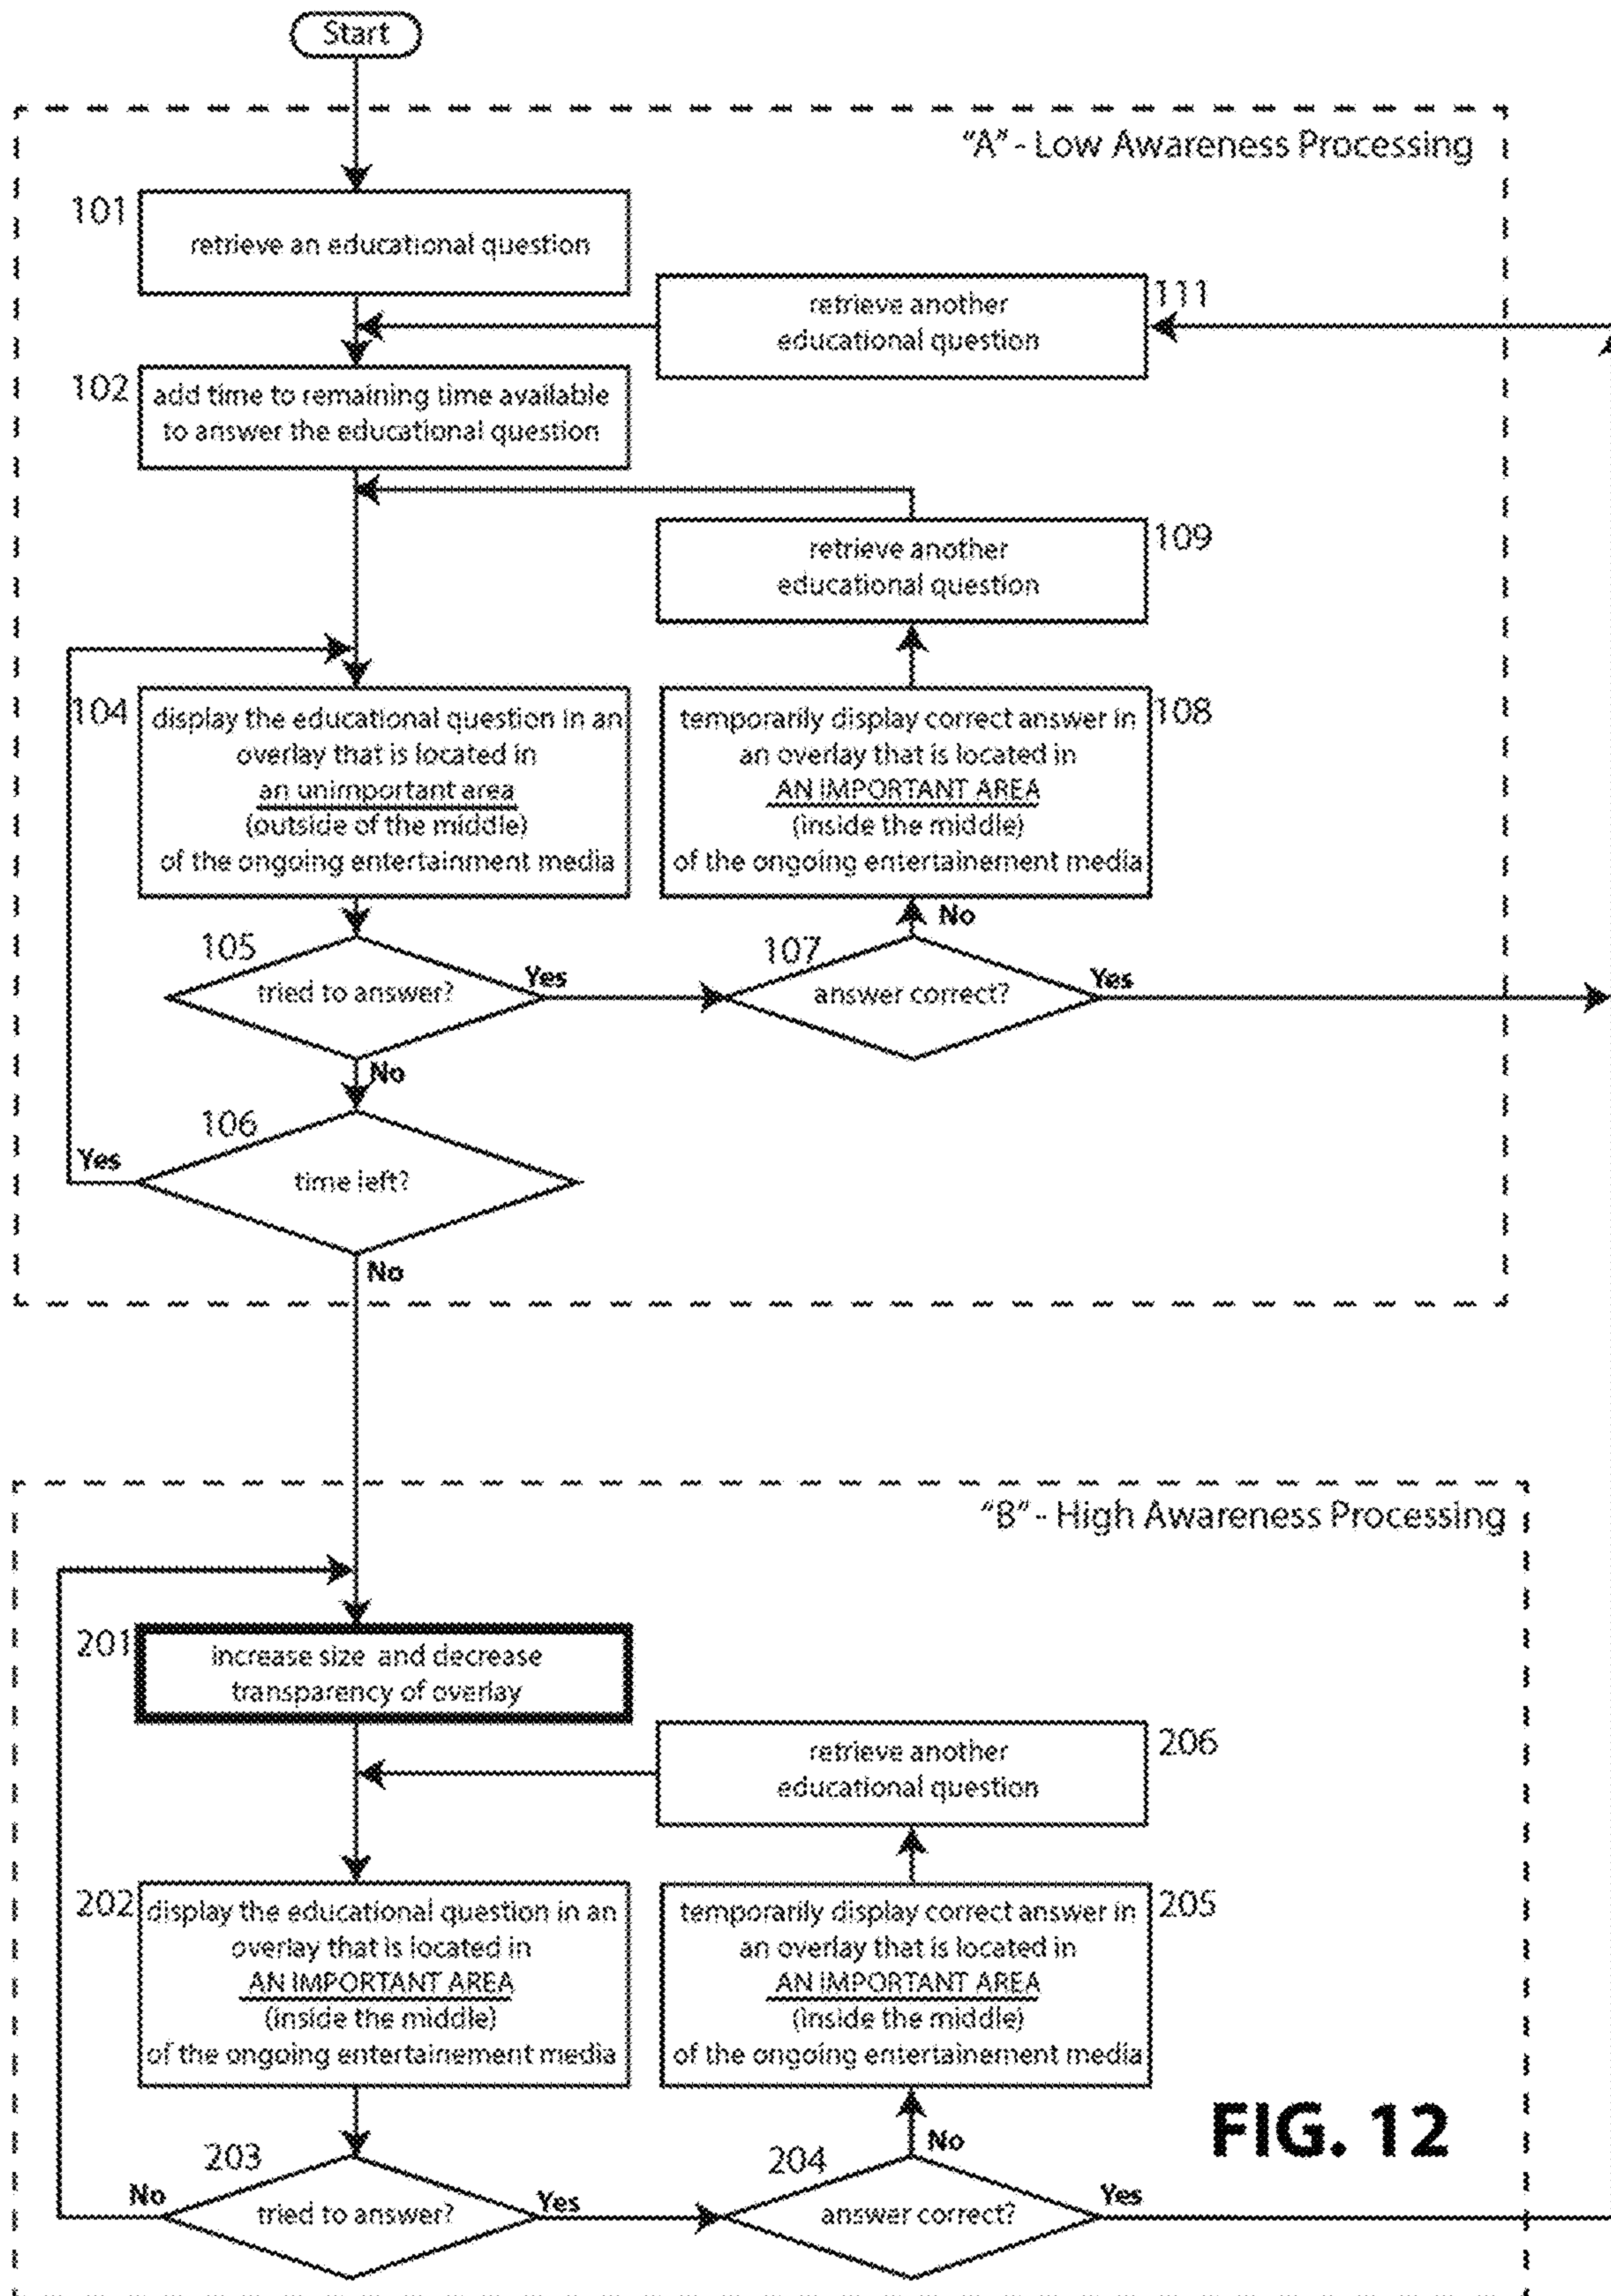 Start
"A" - Low Awareness Processing
101
retrieve an educational question
retrieve another
educational question
111
102
add time to remaining time available
to answer the educational question
retrieve another
educational question
109
104
display the educational question in an
overlay that is located in
an unimportant area
(outside of the middle)
of the ongoing entertainment media
temporarily display correct answer in
an overlay that is located in
AN IMPORTANT AREA
(inside the middle)
of the ongoing entertainement media
108
No
105
tried to answer?
Yes
107
answer correct?
Yes
No
106
time left?
Yes
No
"B" - High Awareness Processing
201
increase size and decrease
transparency of overlay
retrieve another
educational question
206
202
display the educational question in an
overlay that is located in
AN IMPORTANT AREA
(inside the middle)
of the ongoing entertainement media
temporarily display correct answer in
an overlay that is located in
AN IMPORTANT AREA
(inside the middle)
of the ongoing entertainement media
205
FIG. 12
No
203
tried to answer?
No
Yes
204
answer correct?
Yes